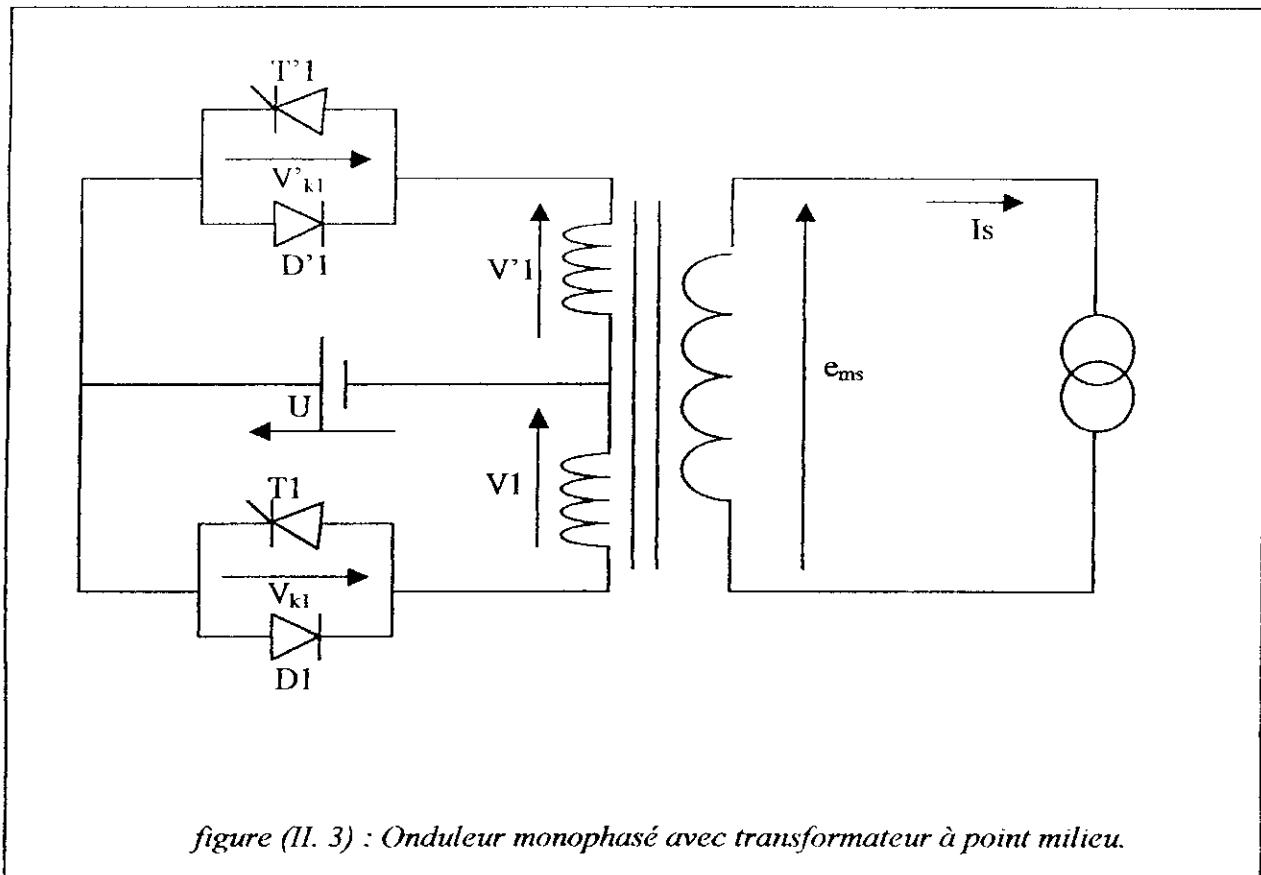 T"1
V'k1
D'1
V'1
Is
ems
U
V1
T1
Vk1
D1
figure (II. 3) : Onduleur monophasé avec transformateur à point milieu.